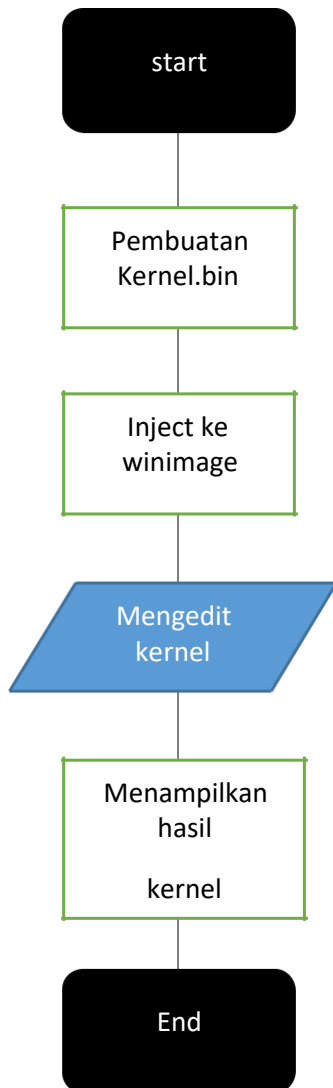 start
Pembuatan
Kernel.bin
Inject ke
winimage
Mengedit
kernel
Menampilkan
hasil
kernel
End